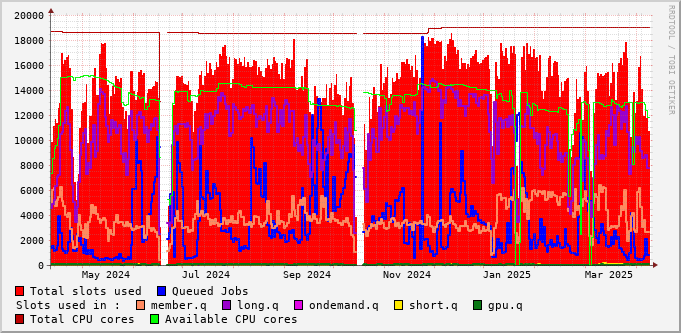 20000
18000
16000
14000
12000
10000
8000
6000
4000
2000
0
May 2024 Jul 2024 Sep 2024 Nov 2024 Jan 2025 Mar 2025
RRDTOOL / TOBI OETIKER
Total slots used Queued Jobs
Slots used in : member.q long.q ondemand.q short.q gpu.q
Total CPU cores Available CPU cores